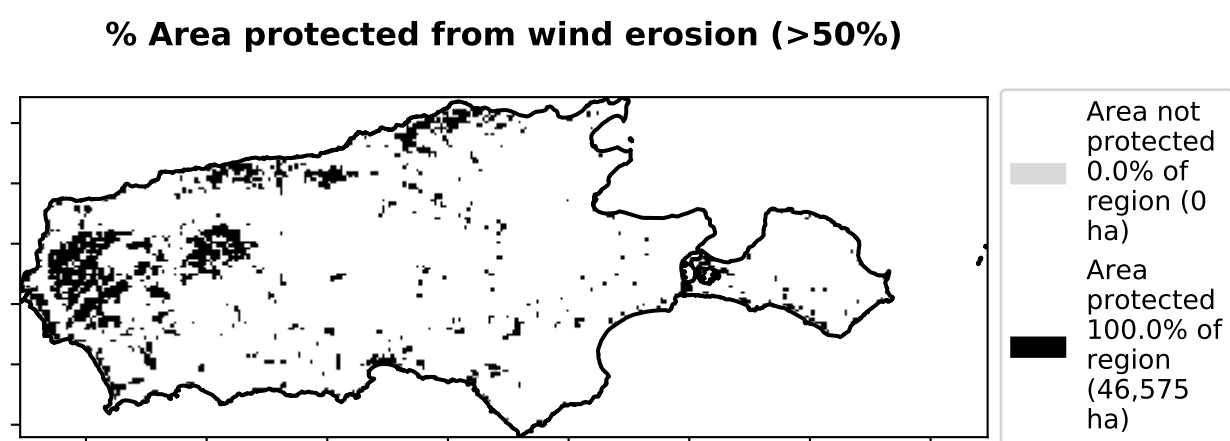 % Area protected from wind erosion (>50%)
Area not
protected
0.0% of
region (0
ha)
Area
protected
100.0% of
region
(46,575
ha)